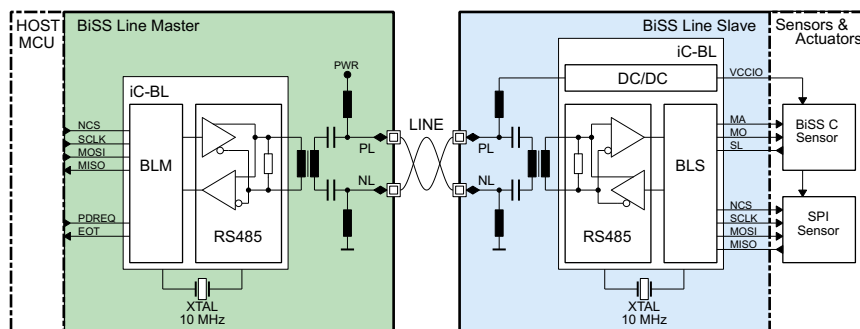 HOST
MCU
BiSS Line Master
iC-BL
BLM
RS485
NCS
SCLK
MOSI
MISO
PDREQ
EOT
XTAL
10 MHz
PWR
PL
NL
LINE
BiSS Line Slave
iC-BL
DC/DC
PL
NL
RS485
BLS
XTAL
10 MHz
Sensors &
Actuators
VCCIO
MA
MO
SL
BiSS C
Sensor
NCS
SCLK
MOSI
MISO
SPI
Sensor